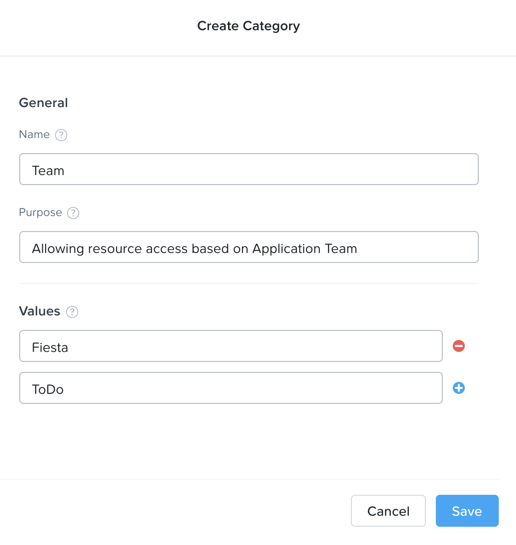 Create Category
General
Name ?
Team
Purpose ?
Allowing resource access based on Application Team
Values ?
Fiesta
ToDo
Cancel Save